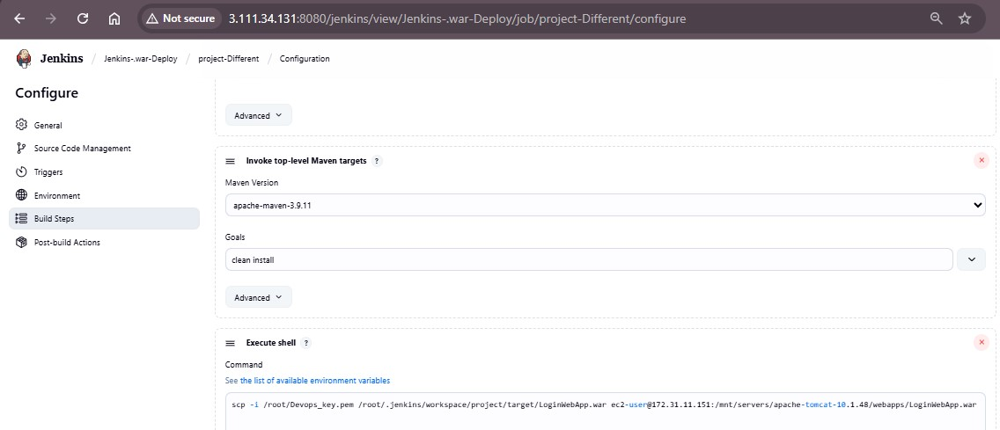 Not secure 3.111.34.131:8080/jenkins/view/Jenkins-.war-Deploy/job/project-Different/configure
Jenkins / Jenkins-.war-Deploy / project-Different / Configuration
Configure
General
Source Code Management
Triggers
Environment
Build Steps
Post-build Actions
Advanced
Invoke top-level Maven targets ?
Maven Version
apache-maven-3.9.11
Goals
clean install
Advanced
Execute shell ?
Command
See the list of available environment variables
scp -i /root/Devops_key.pem /root/.jenkins/workspace/project/target/LoginWebApp.war ec2-user@172.31.11.151:/mnt/servers/apache-tomcat-10.1.48/webapps/LoginWebApp.war